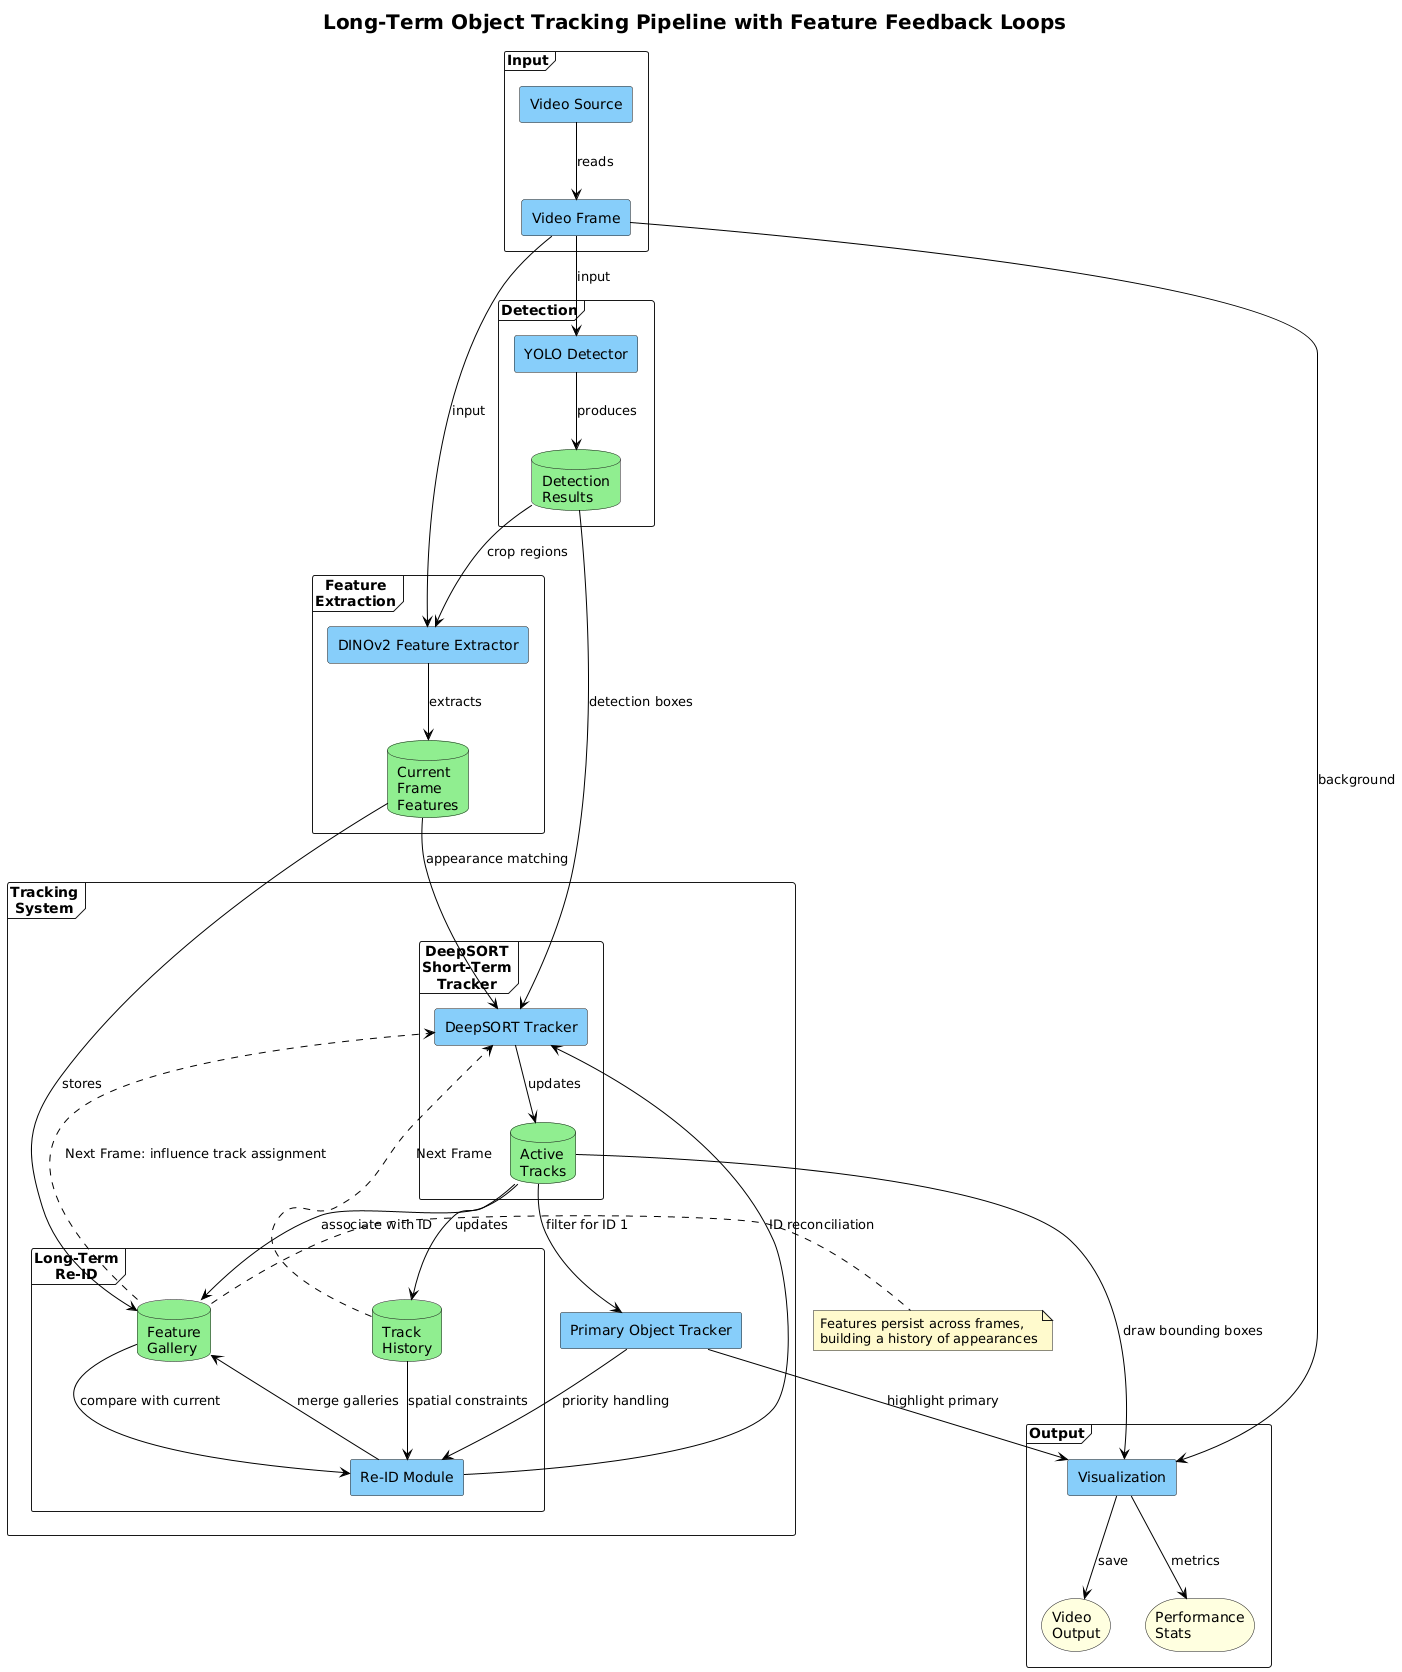 Long-Term Object Tracking Pipeline with Feature Feedback Loops
Input
Video Source
reads
Video Frame
input
Detection
YOLO Detector
input
produces
Detection
Results
crop regions
Feature
Extraction
DINOv2 Feature Extractor
extracts
detection boxes
Current
Frame
Features
background
appearance matching
Tracking
System
DeepSORT
Short-Term
Tracker
DeepSORT Tracker
stores
updates
Next Frame: influence track assignment
Next Frame
Active
Tracks
associate with ID
updates
filter for ID 1
ID reconciliation
Long-Term
Re-ID
Feature
Gallery
Track
History
Primary Object Tracker
Features persist across frames,
building a history of appearances
draw bounding boxes
compare with current
merge galleries
spatial constraints
priority handling
highlight primary
Output
Re-ID Module
Visualization
save
metrics
Video
Output
Performance
Stats